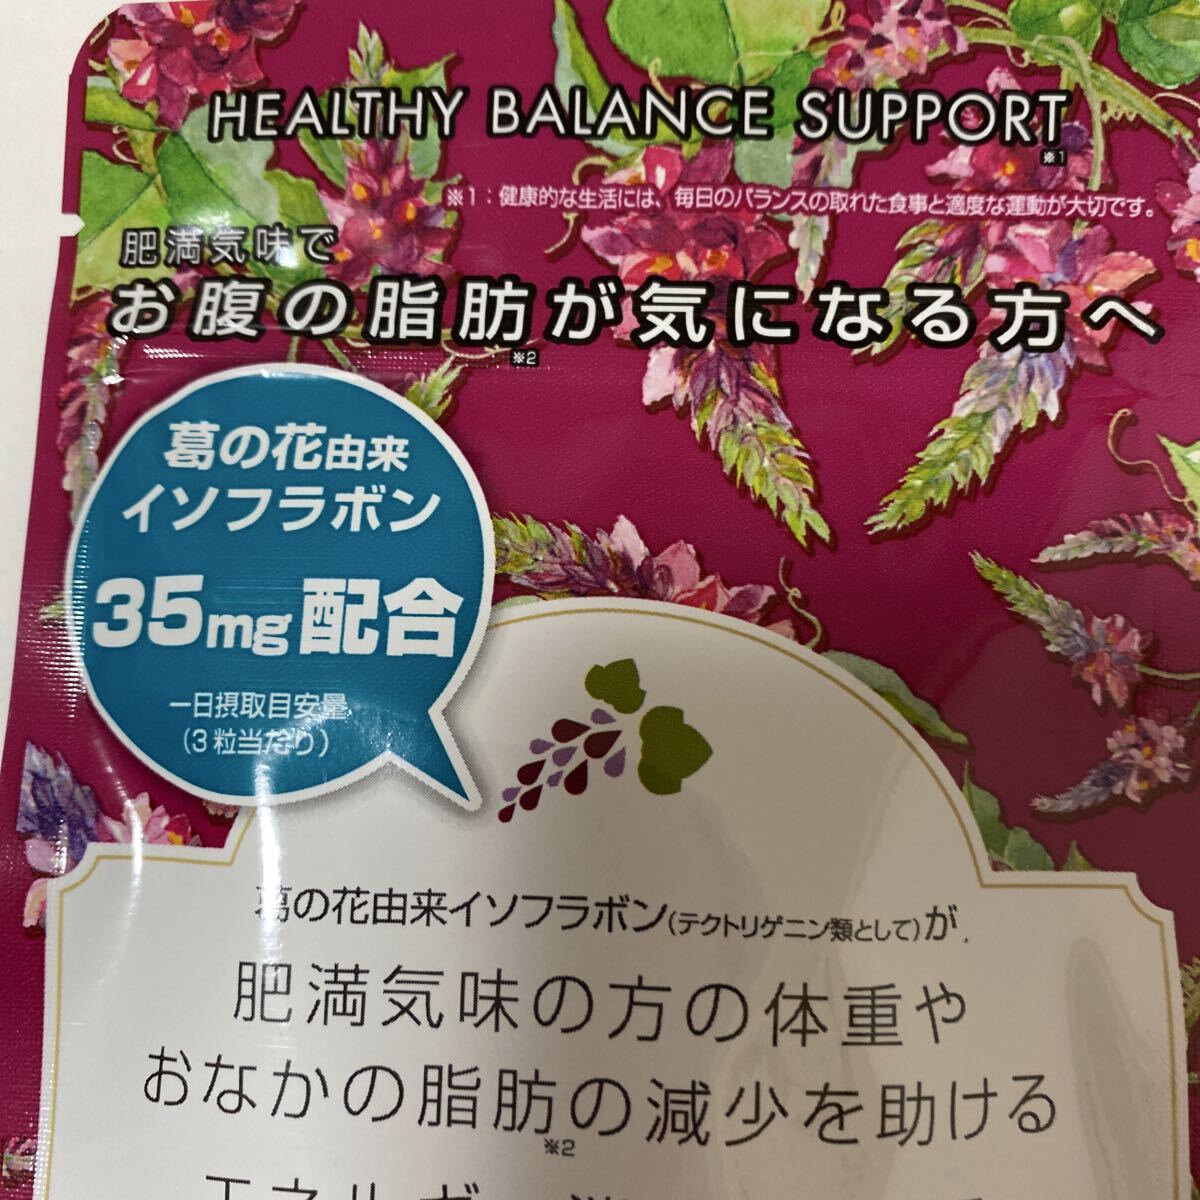 HEALTHY BALANCE SUPPORT
※1
※1：健康的な生活には、毎日のバランスの取れた食事と適度な運動が大切です。
肥満気味で
お腹の脂肪が気になる方へ
※2
葛の花由来
イソフラボン
35mg配合
一日摂取目安量
(3粒当たり)
葛の花由来イソフラボン(テクトリゲニン類として)が、
肥満気味の方の体重や
おなかの脂肪の減少を助ける
※2